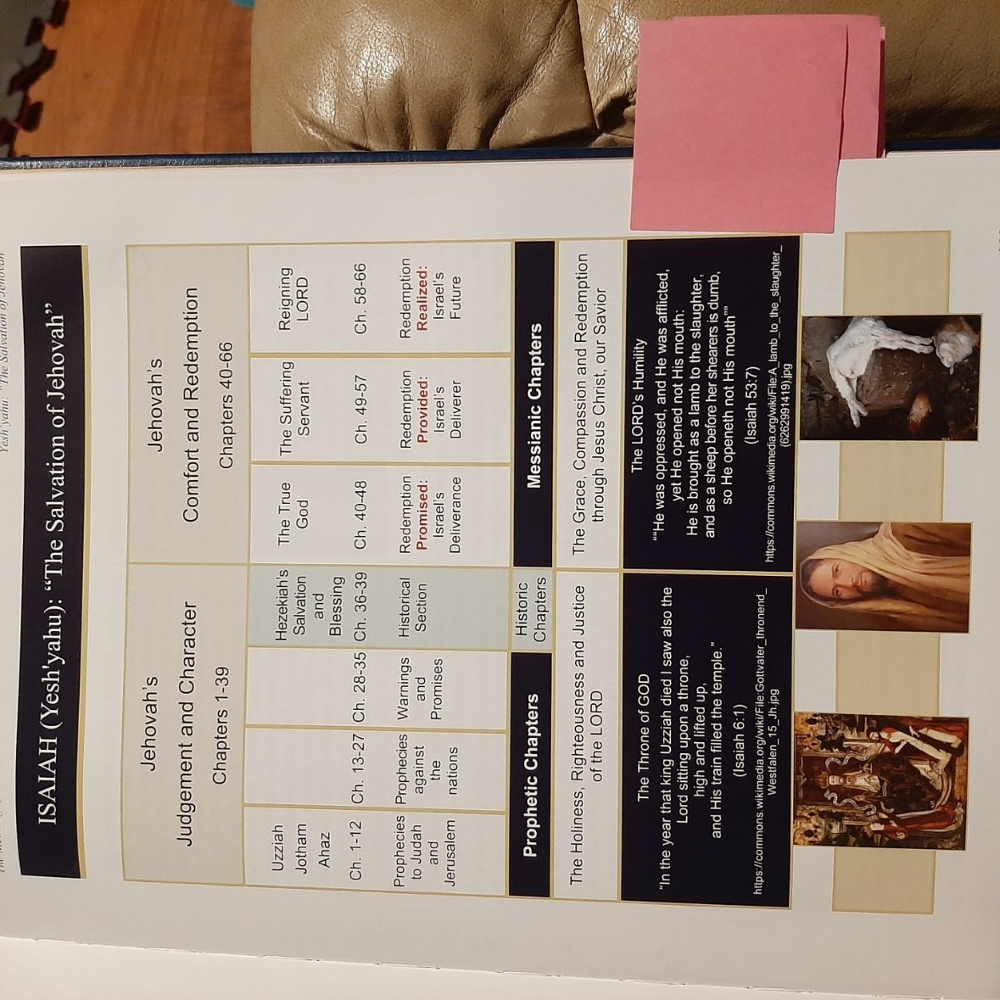 ISAIAH (Yesh'yahu): “The Salvation of Jehovah”
Jehovah's
Judgement and Character
Chapters 1-39
Jehovah's
Comfort and Redemption
Chapters 40-66
Uzziah
Jotham
Ahaz
Ch. 1-12
Prophecies
to Judah
and
Jerusalem
Ch. 13-27
Prophecies
against
the
nations
Ch. 28-35
Warnings
and
Promises
Hezekiah's
Salvation
and
Blessing
Ch. 36-39
Historical
Section
The True
God
Ch. 40-48
Redemption
Promised:
Israel's
Deliverance
The Suffering
Servant
Ch. 49-57
Redemption
Provided:
Israel's
Deliverer
Reigning
LORD
Ch. 58-66
Redemption
Realized:
Israel's
Future
Prophetic Chapters
Historic
Chapters
Messianic Chapters
The Holiness, Righteousness and Justice
of the LORD
The Grace, Compassion and Redemption
through Jesus Christ, our Savior
The Throne of GOD
“In the year that king Uzziah died I saw also the
Lord sitting upon a throne,
high and lifted up,
and His train filled the temple.”
(Isaiah 6:1)
https://commons.wikimedia.org/wiki/File:Gottvater_thronend_
Westfalen_15_Jh.jpg
The LORD's Humility
"“He was oppressed, and He was afflicted,
yet He opened not His mouth:
He is brought as a lamb to the slaughter,
and as a sheep before her shearers is dumb,
so He openeth not His mouth”"
(Isaiah 53:7)
https://commons.wikimedia.org/wiki/File:A_lamb_to_the_slaughter_
(6262991419).jpg